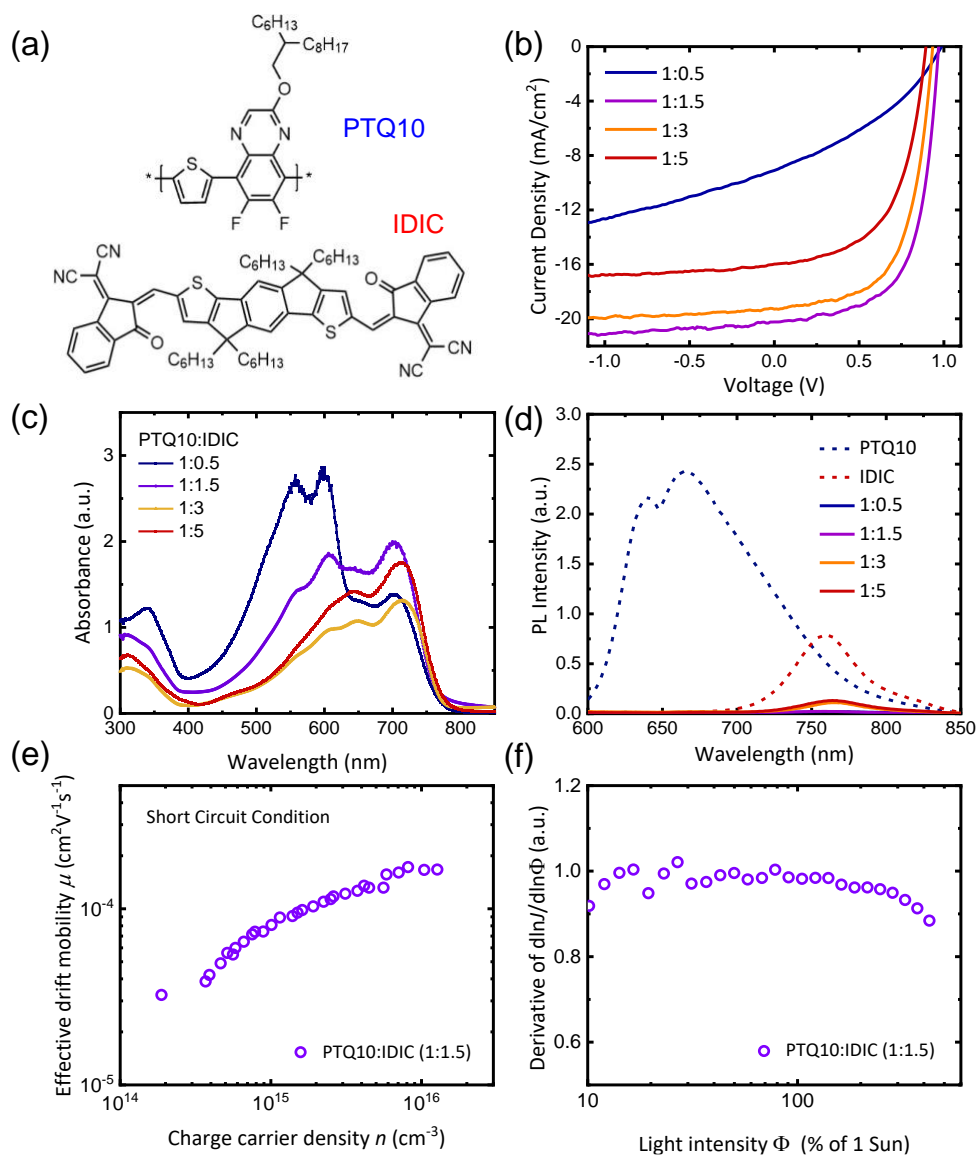 (a)
C6H13
C8H17
O
N
N
PTQ10
S
*
*
F
F
IDIC
CN
NC
S
C6H13
C6H13
O
O
S
C6H13
C6H13
CN
NC
(b)
1:0.5
1:1.5
1:3
1:5
0
-4
-8
-12
-16
-20
Current Density (mA/cm2)
-1.0
-0.5
0.0
0.5
1.0
Voltage (V)
(c)
PTQ10:IDIC
1:0.5
1:1.5
1:3
1:5
3
2
1
0
Absorbance (a.u.)
300
400
500
600
700
800
Wavelength (nm)
(d)
PTQ10
IDIC
1:0.5
1:1.5
1:3
1:5
3.0
2.5
2.0
1.5
1.0
0.5
0.0
PL Intensity (a.u.)
600
650
700
750
800
850
Wavelength (nm)
(e)
Short Circuit Condition
10-4
10-5
Effective drift mobility μ (cm2V-1s-1)
PTQ10:IDIC (1:1.5)
1014
1015
1016
Charge carrier density n (cm-3)
(f)
1.2
1.0
0.8
0.6
Derivative of dlnJ/dlnΦ (a.u.)
PTQ10:IDIC (1:1.5)
10
100
Light intensity Φ (% of 1 Sun)